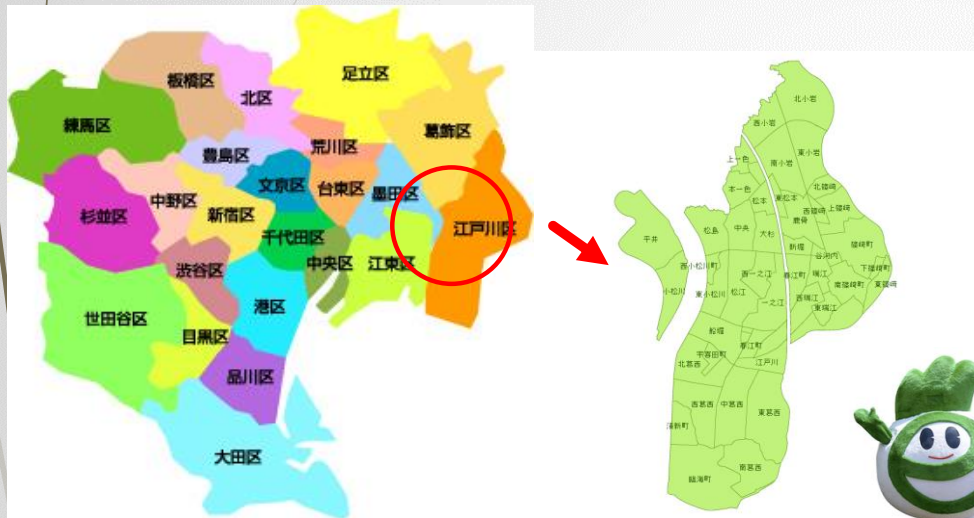 足立区
板橋区
北区
葛飾区
練馬区
荒川区
豊島区
文京区
台東区
墨田区
中野区
杉並区
新宿区
江戸川区
千代田区
中央区
江東区
渋谷区
港区
世田谷区
目黒区
品川区
大田区
北小岩
西小岩
東小岩
南小岩
上一色
本一色
松本
東松本
北篠崎
西篠崎
上篠崎
鹿骨
平井
松島
中央
大杉
新堀
谷河内
篠崎町
西小松川町
小松川
東小松川
西一之江
松江
一之江
春江町
瑞江
下篠崎町
南篠崎町
東篠崎
西瑞江
東瑞江
船堀
宇喜田町
春江町
江戸川
北葛西
西葛西
中葛西
東葛西
清新町
南葛西
臨海町